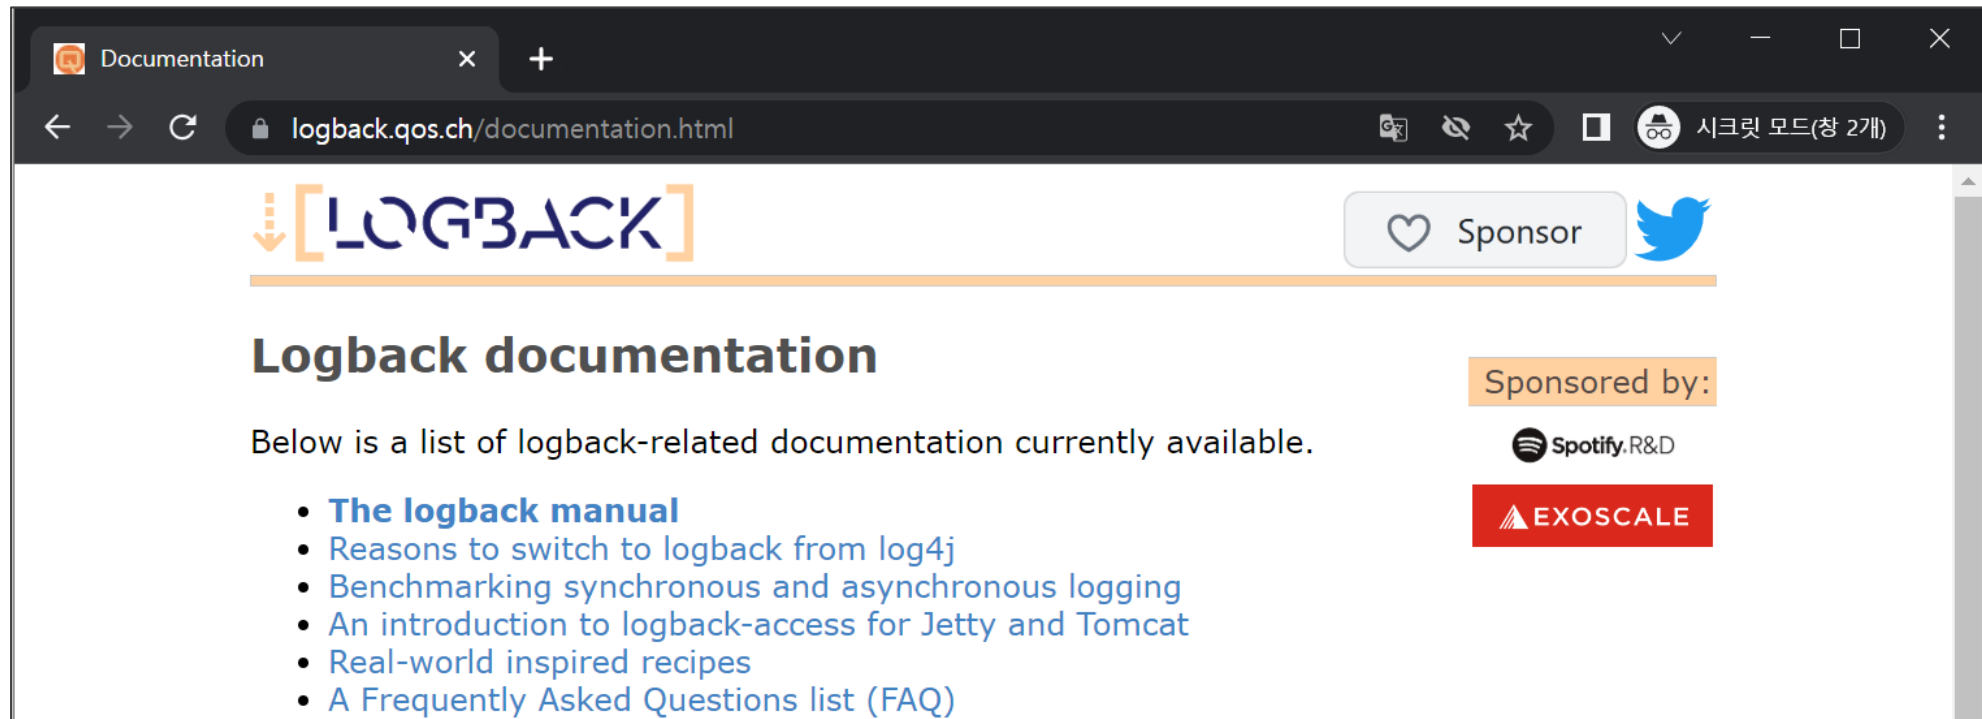 Documentation
logback.qos.ch/documentation.html
시크릿 모드(창 2개)
LOGBACK
Sponsor
Logback documentation
Sponsored by:
Below is a list of logback-related documentation currently available.
Spotify.R&D
EXOSCALE
• The logback manual
• Reasons to switch to logback from log4j
• Benchmarking synchronous and asynchronous logging
• An introduction to logback-access for Jetty and Tomcat
• Real-world inspired recipes
• A Frequently Asked Questions list (FAQ)